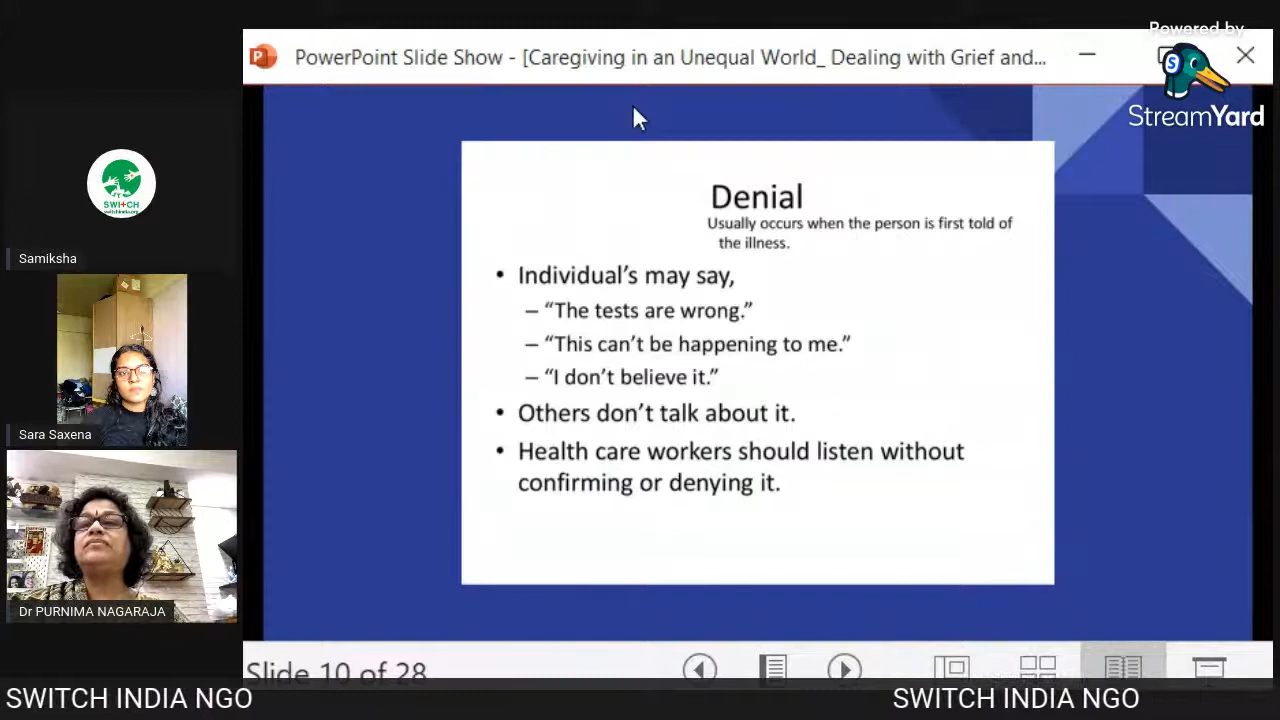 Powered by
StreamYard
PowerPoint Slide Show - [Caregiving in an Unequal World_ Dealing with Grief and...
SWITCH
switchindia.org
Samiksha
Sara Saxena
Dr PURNIMA NAGARAJA
Denial
Usually occurs when the person is first told of
the illness.
• Individual’s may say,
– “The tests are wrong.”
– “This can’t be happening to me.”
– “I don’t believe it.”
• Others don’t talk about it.
• Health care workers should listen without
confirming or denying it.
Slide 10 of 28
SWITCH INDIA NGO
SWITCH INDIA NGO